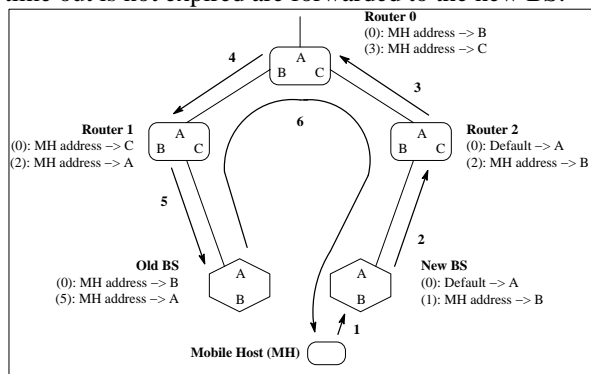 time-out is not expired are forwarded to the new BS.
Router 0
(0): MH address –> B
(3): MH address –> C
A
B
C
4
3
6
Router 1
(0): MH address –> C
(2): MH address –> A
A
B
C
Router 2
(0): Default –> A
(2): MH address –> B
A
B
C
5
2
Old BS
(0): MH address –> B
(5): MH address –> A
A
B
New BS
(0): Default –> A
(1): MH address –> B
A
B
1
Mobile Host (MH)